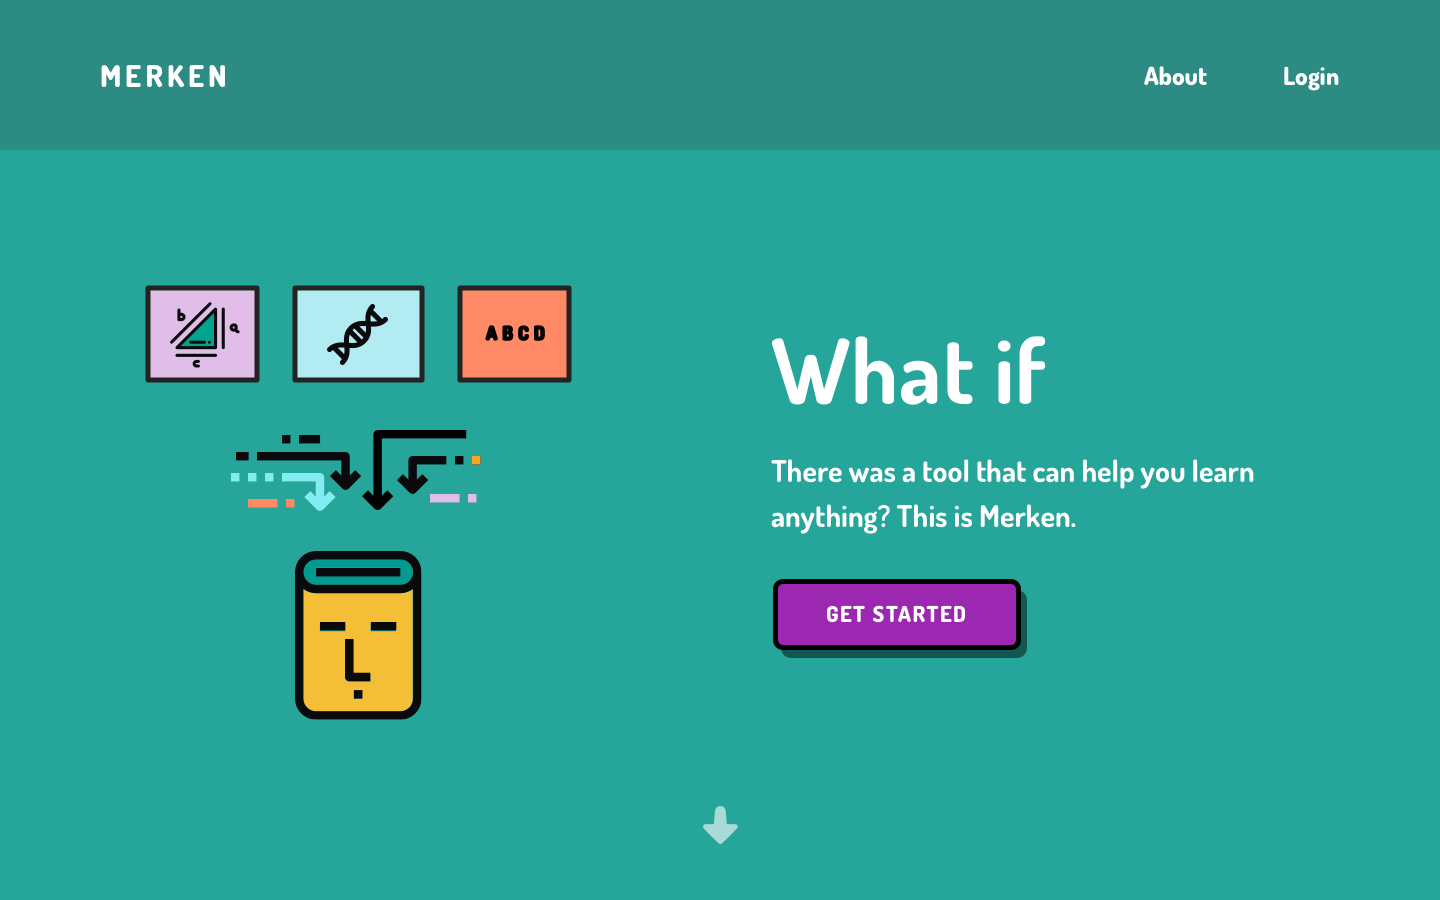 MERKEN
About
Login
b
a
c
ABCD
What if
There was a tool that can help you learn
anything? This is Merken.
GET STARTED